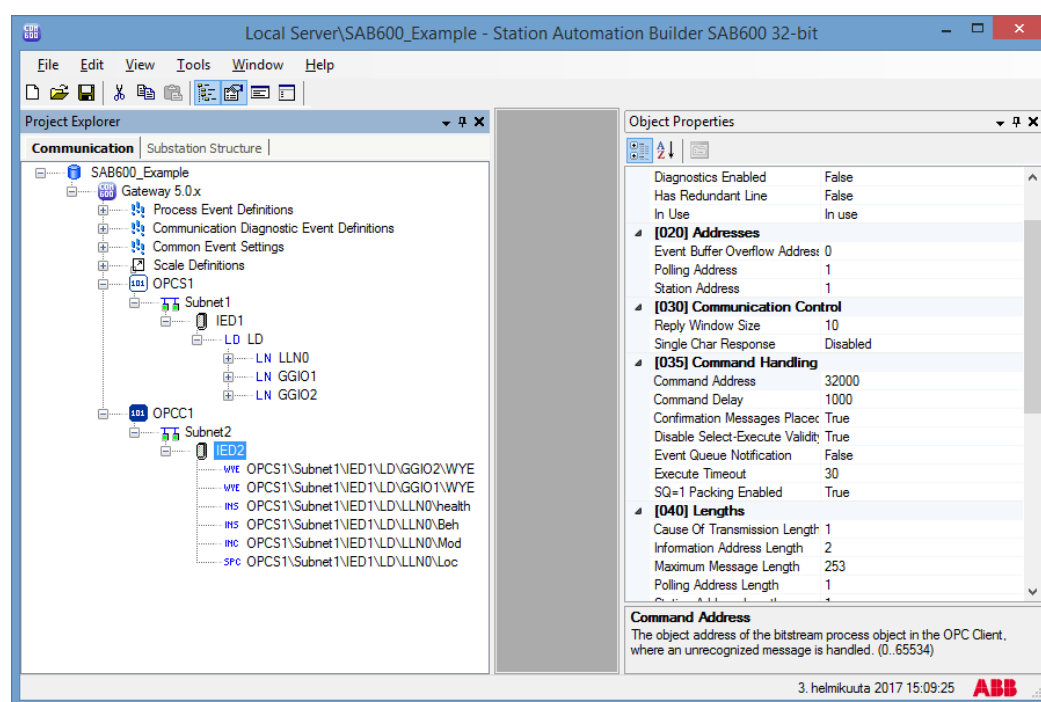 COM
600
Local Server\SAB600_Example - Station Automation Builder SAB600 32-bit
File Edit View Tools Window Help
Project Explorer
Communication Substation Structure
SAB600_Example
Gateway 5.0.x
Process Event Definitions
Communication Diagnostic Event Definitions
Common Event Settings
Scale Definitions
101 OPCS1
Subnet1
IED1
LD LD
LN LLN0
LN GGIO1
LN GGIO2
101 OPCC1
Subnet2
IED2
WYE OPCS1\Subnet1\IED1\LD\GGIO2\WYE
WYE OPCS1\Subnet1\IED1\LD\GGIO1\WYE
INS OPCS1\Subnet1\IED1\LD\LLN0\health
INS OPCS1\Subnet1\IED1\LD\LLN0\Beh
INC OPCS1\Subnet1\IED1\LD\LLN0\Mod
SPC OPCS1\Subnet1\IED1\LD\LLN0\Loc
Object Properties
Diagnostics Enabled False
Has Redundant Line False
In Use In use
[020] Addresses
Event Buffer Overflow Address 0
Polling Address 1
Station Address 1
[030] Communication Control
Reply Window Size 10
Single Char Response Disabled
[035] Command Handling
Command Address 32000
Command Delay 1000
Confirmation Messages Placed True
Disable Select-Execute Validity True
Event Queue Notification False
Execute Timeout 30
SQ=1 Packing Enabled True
[040] Lengths
Cause Of Transmission Length 1
Information Address Length 2
Maximum Message Length 253
Polling Address Length 1
Command Address
The object address of the bitstream process object in the OPC Client,
where an unrecognized message is handled. (0..65534)
3. helmikuuta 2017 15:09:25 ABB